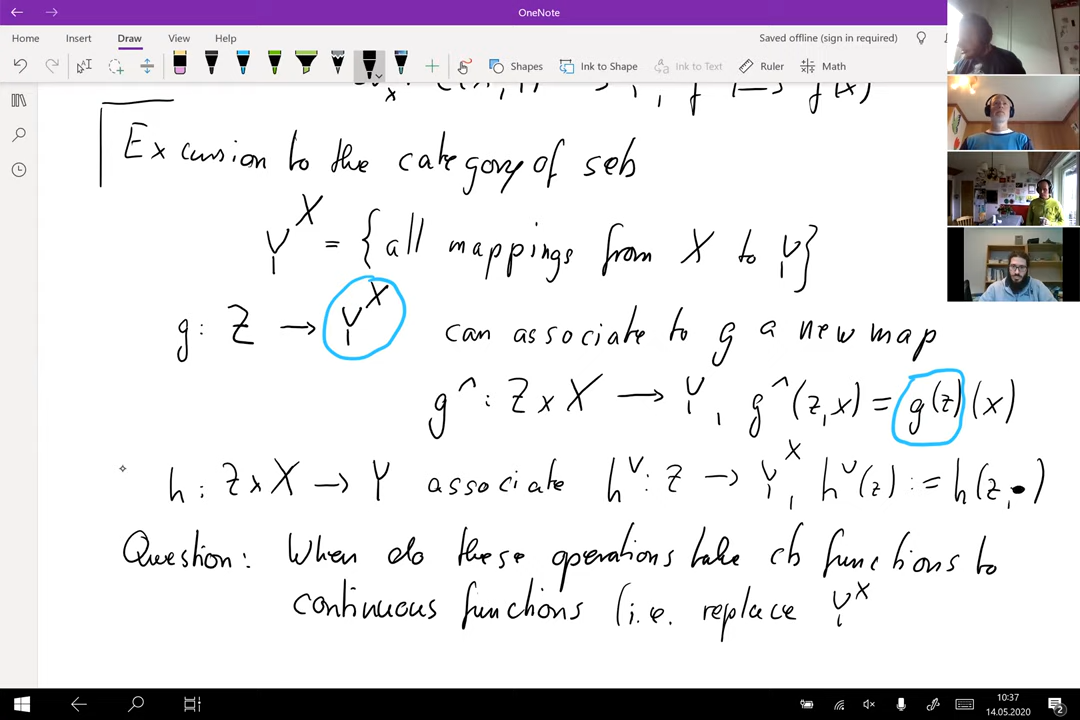 OneNote
Home Insert Draw View Help
Saved offline (sign in required)
Shapes Ink to Shape Ink to Text Ruler Math
Excursion to the category of sets
Y^X = {all mappings from X to Y}
g: Z → Y^X can associate to g a new map
g^: Z x X → Y, g^(z,x) = g(z)(x)
h: Z x X → Y associate h^v: Z → Y^X, h^v(z) := h(z,•)
Question: When do these operations take cts functions to
continuous functions (i.e. replace Y^X
10:37
14.05.2020
2